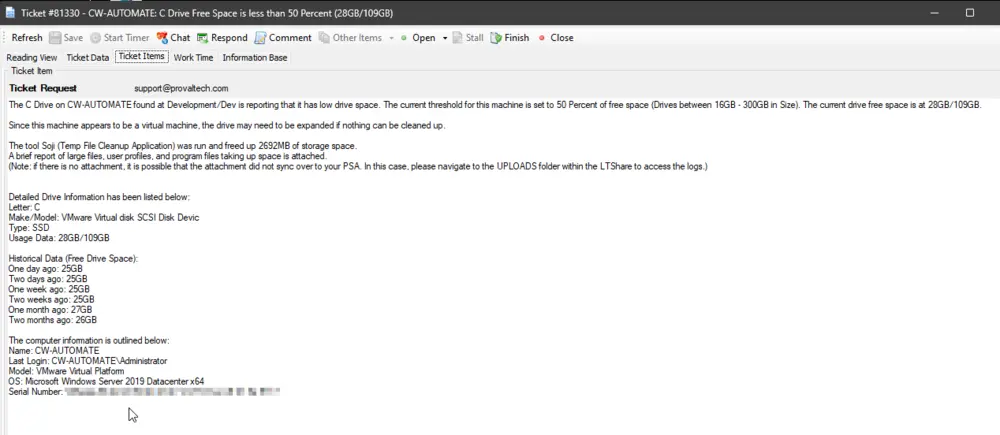 Ticket #81330 - CW-AUTOMATE: C Drive Free Space is less than 50 Percent (28GB/109GB)
Refresh Save Start Timer Chat Respond Comment Other Items Open Stall Finish Close
Reading View Ticket Data Ticket Items Work Time Information Base
Ticket Item
Ticket Request support@provaltech.com
The C Drive on CW-AUTOMATE found at Development/Dev is reporting that it has low drive space. The current threshold for this machine is set to 50 Percent of free space (Drives between 16GB - 300GB in Size). The current drive free space is at 28GB/109GB.
Since this machine appears to be a virtual machine, the drive may need to be expanded if nothing can be cleaned up.
The tool Soji (Temp File Cleanup Application) was run and freed up 2692MB of storage space.
A brief report of large files, user profiles, and program files taking up space is attached.
(Note; if there is no attachment, it is possible that the attachment did not sync over to your PSA. In this case, please navigate to the UPLOADS folder within the LTShare to access the logs.)
Detailed Drive Information has been listed below:
Letter: C
Make/Model: VMware Virtual disk SCSI Disk Devic
Type: SSD
Usage Data: 28GB/109GB
Historical Data (Free Drive Space):
One day ago: 25GB
Two days ago: 25GB
One week ago: 25GB
Two weeks ago: 25GB
One month ago: 27GB
Two months ago: 26GB
The computer information is outlined below:
Name: CW-AUTOMATE
Last Login: CW-AUTOMATE\Administrator
Model: VMware Virtual Platform
OS: Microsoft Windows Server 2019 Datacenter x64
Serial Number: